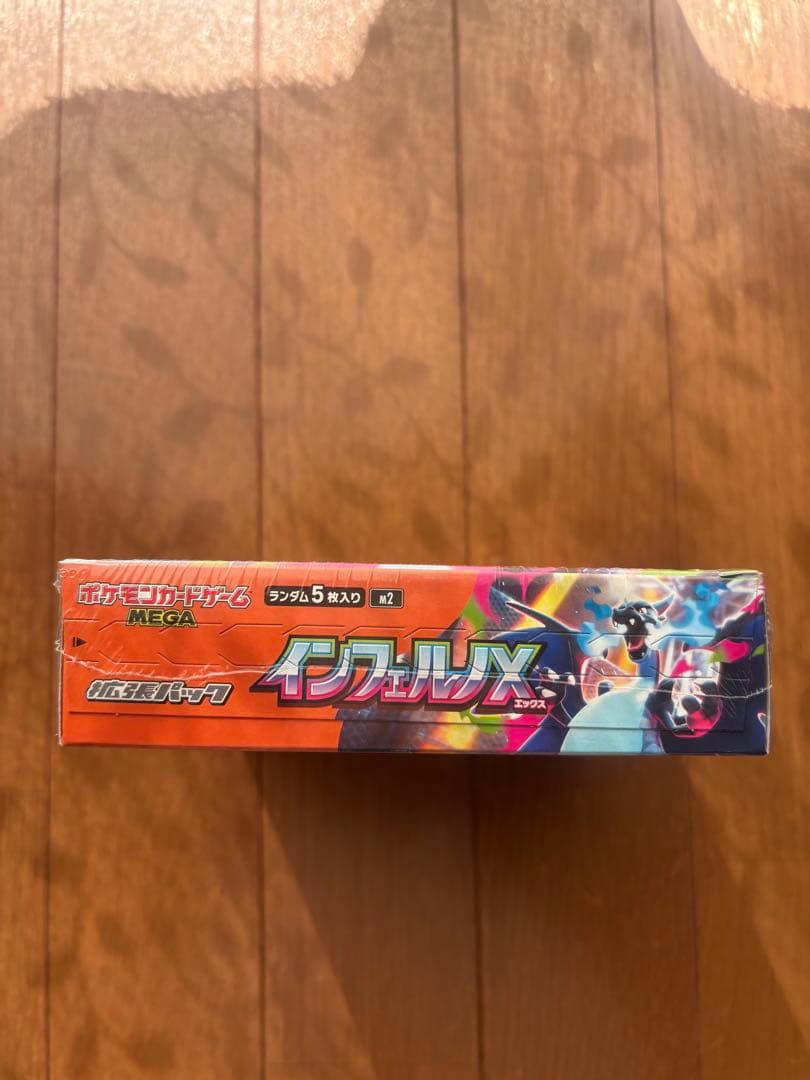 ポケモンカードゲーム
MEGA
ランダム5枚入り
M2
拡張パック
インフェルノX
エックス